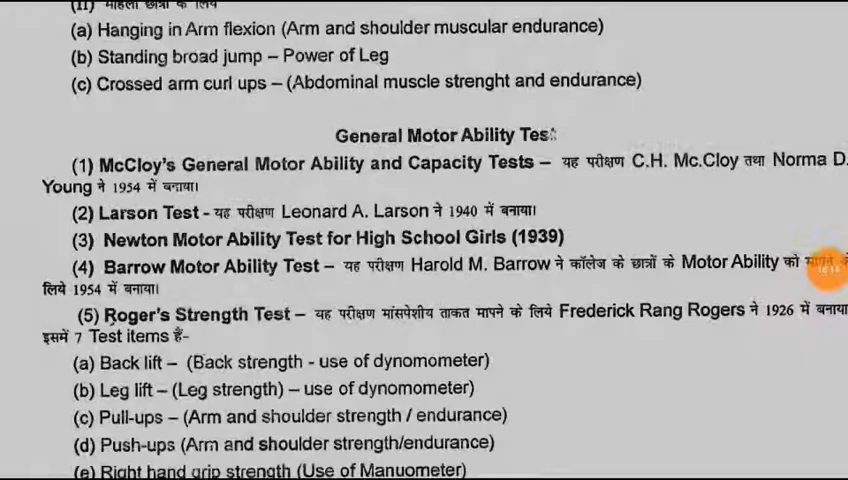 (II) महिला छात्रों के लिये
(a) Hanging in Arm flexion (Arm and shoulder muscular endurance)
(b) Standing broad jump – Power of Leg
(c) Crossed arm curl ups – (Abdominal muscle strenght and endurance)
General Motor Ability Test
(1) McCloy's General Motor Ability and Capacity Tests – यह परीक्षण C.H. Mc.Cloy तथा Norma D.
Young ने 1954 में बनाया।
(2) Larson Test - यह परीक्षण Leonard A. Larson ने 1940 में बनाया।
(3) Newton Motor Ability Test for High School Girls (1939)
(4) Barrow Motor Ability Test – यह परीक्षण Harold M. Barrow ने कॉलेज के छात्रों के Motor Ability को मापने के
लिये 1954 में बनाया।
(5) Roger's Strength Test – यह परीक्षण मांसपेशीय ताकत मापने के लिये Frederick Rang Rogers ने 1926 में बनाया
इसमें 7 Test items हैं-
(a) Back lift – (Back strength - use of dynomometer)
(b) Leg lift – (Leg strength) – use of dynomometer)
(c) Pull-ups – (Arm and shoulder strength / endurance)
(d) Push-ups (Arm and shoulder strength/endurance)
(e) Right hand grip strength (Use of Manuometer)